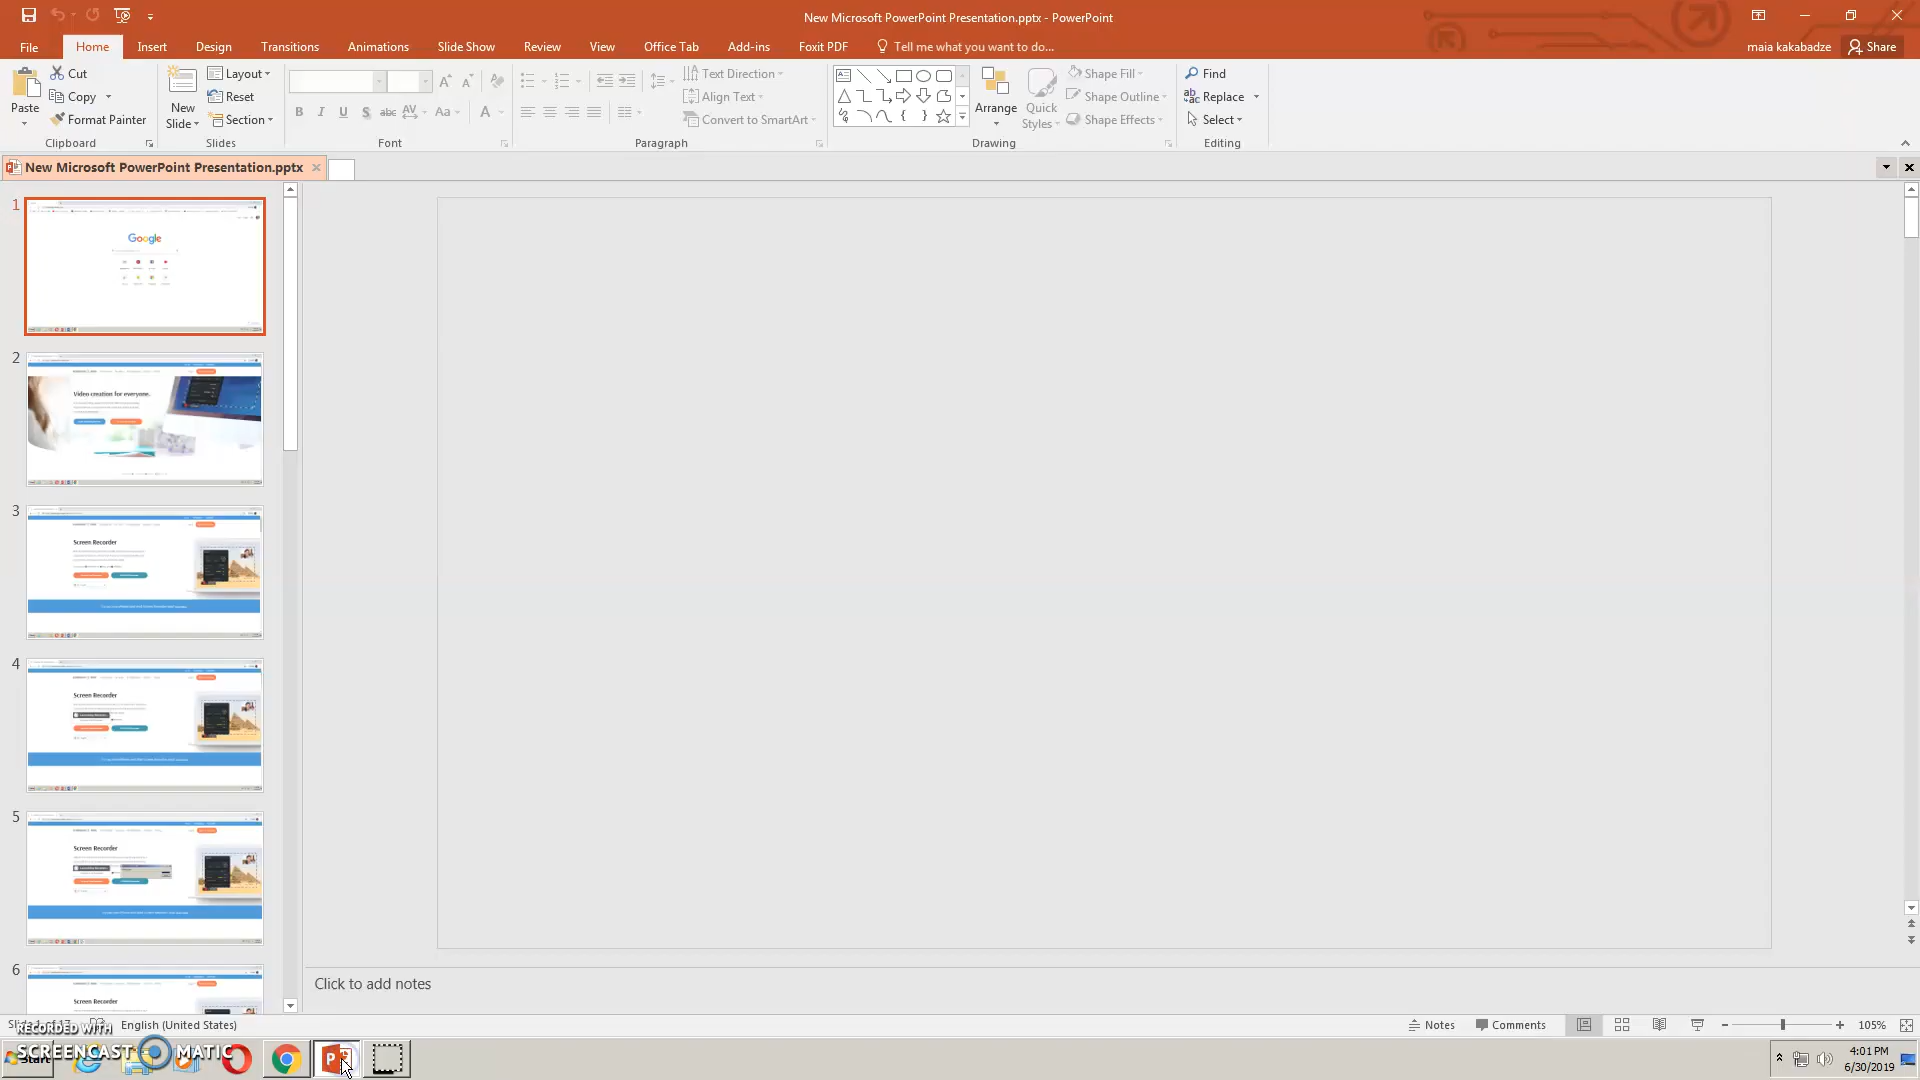 New Microsoft PowerPoint Presentation.pptx - PowerPoint
File Home Insert Design Transitions Animations Slide Show Review View Office Tab Add-ins Foxit PDF Tell me what you want to do... maia kakabadze Share
Paste Cut Copy Format Painter Clipboard
New Slide Layout Reset Section Slides
B I U S abc AV Aa A Font
Text Direction Align Text Convert to SmartArt Paragraph
Arrange Quick Styles Shape Fill Shape Outline Shape Effects Drawing
Find Replace Select Editing
New Microsoft PowerPoint Presentation.pptx
1
Google
2
Video creation for everyone.
3
Screen Recorder
4
Screen Recorder
5
Screen Recorder
6
Screen Recorder
Click to add notes
English (United States) Notes Comments 105%
RECORDED WITH
SCREENCAST MATIC
Start
4:01 PM
6/30/2019